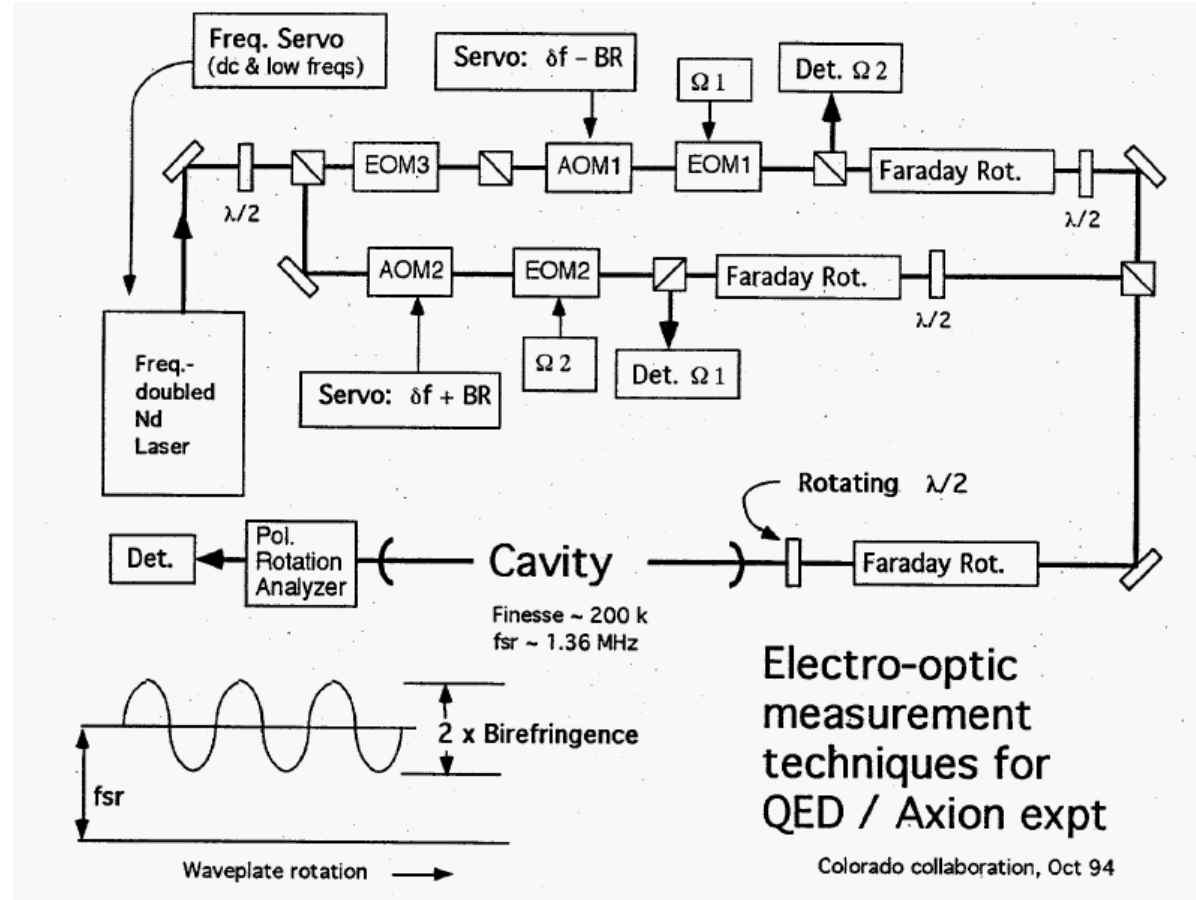 Freq. Servo
(dc & low freqs)
Servo: δf – BR
Ω 1
Det. Ω 2
EOM3
AOM1
EOM1
Faraday Rot.
λ/2
λ/2
AOM2
EOM2
Faraday Rot.
λ/2
Freq.-
doubled
Nd
Laser
Servo: δf + BR
Ω 2
Det. Ω 1
Rotating λ/2
Det.
Pol.
Rotation
Analyzer
Cavity
Faraday Rot.
Finesse ~ 200 k
fsr ~ 1.36 MHz
2 x Birefringence
fsr
Waveplate rotation
Electro-optic
measurement
techniques for
QED / Axion expt
Colorado collaboration, Oct 94